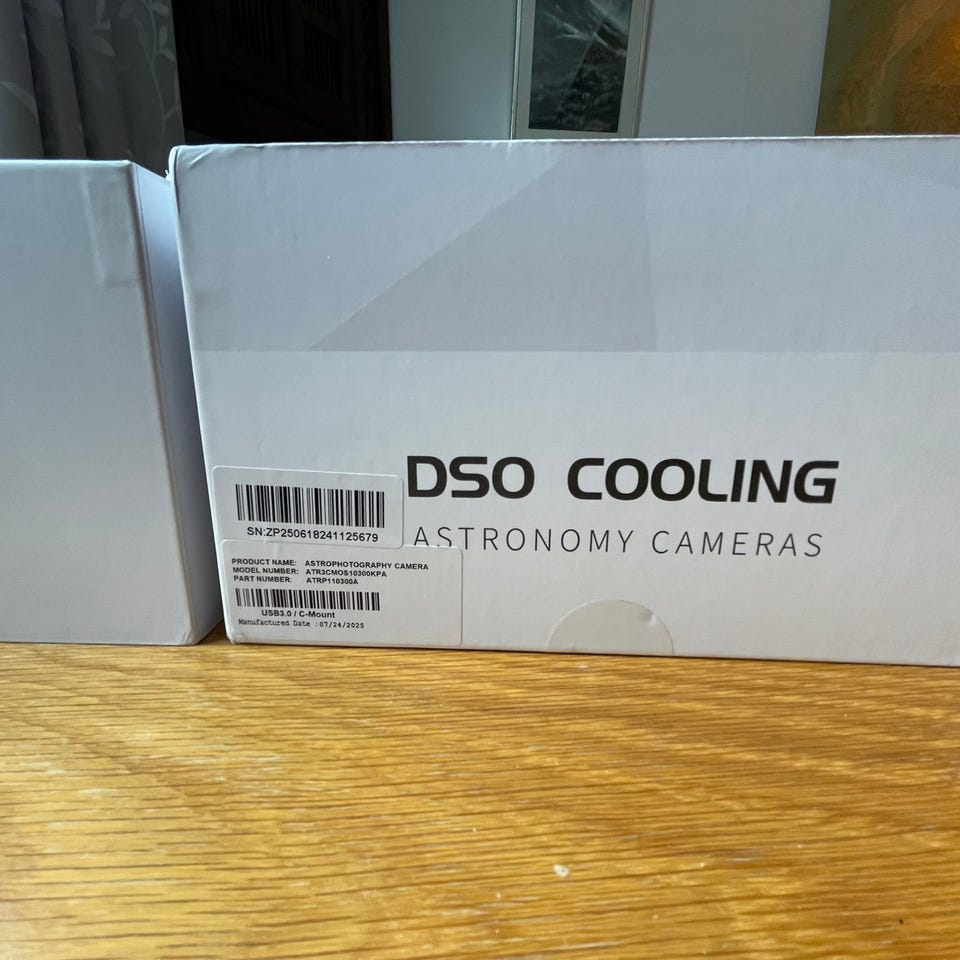 DSO COOLING
ASTRONOMY CAMERAS
SN:ZP250618241125679
PRODUCT NAME: ASTROPHOTOGRAPHY CAMERA
MODEL NUMBER: ATR3CMOS10300KPA
PART NUMBER: ATRP110300A
USB3.0 / C-Mount
Manufactured Date :07/24/2025